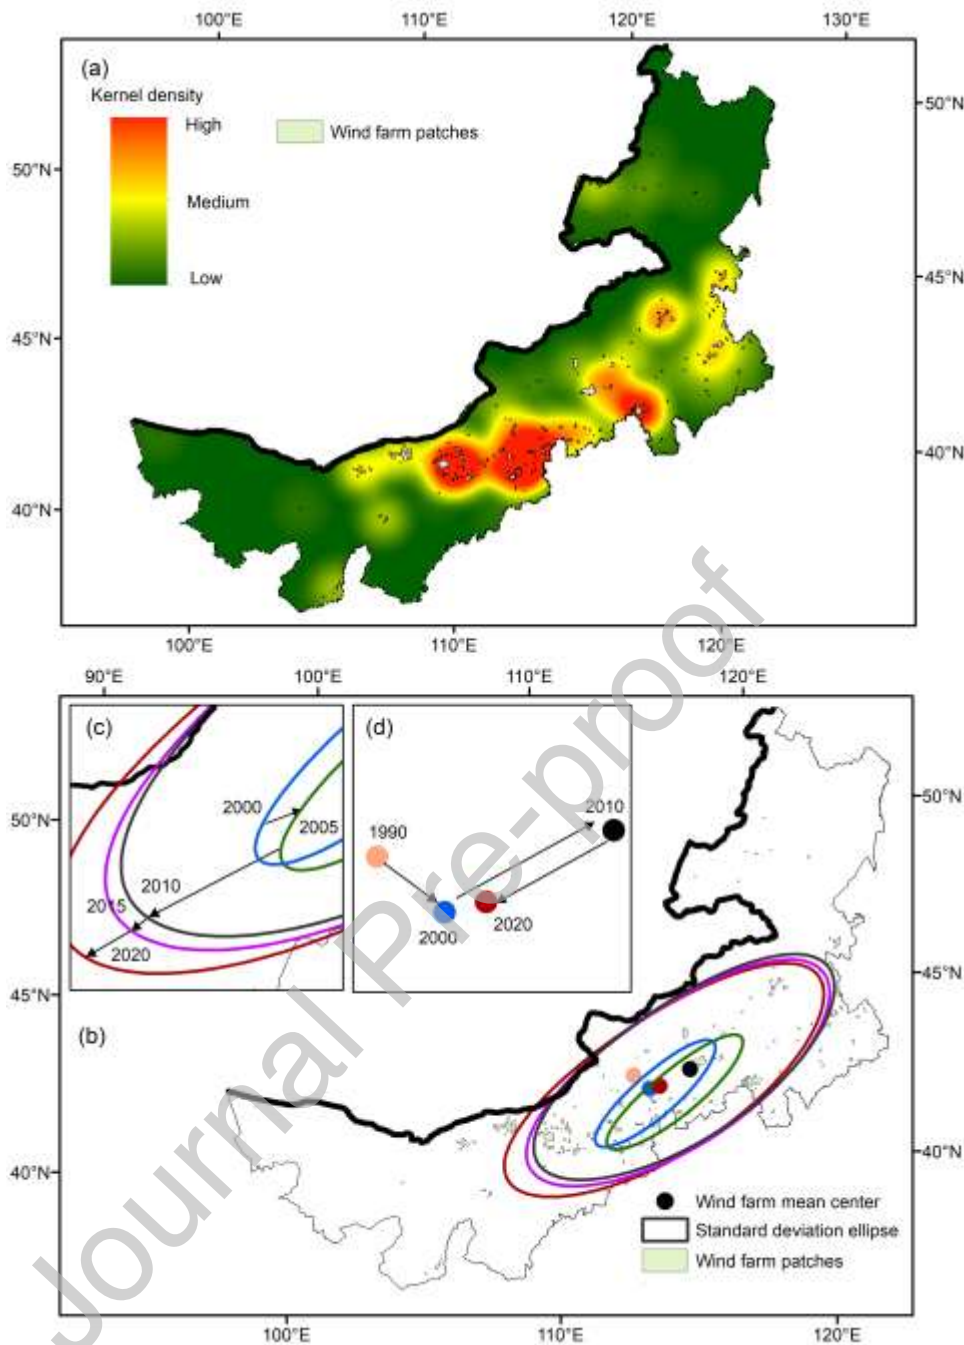 100°E 110°E 120°E 130°E
(a)
Kernel density
High
Wind farm patches
Medium
Low
50°N
45°N
40°N
50°N
45°N
40°N
100°E 110°E 120°E
90°E 100°E 110°E 120°E
(c)
2000
2005
2010
2015
2020
(d)
2010
1990
2000
2020
50°N
45°N
40°N
50°N
45°N
40°N
(b)
Wind farm mean center
Standard deviation ellipse
Wind farm patches
100°E 110°E 120°E
Journal Pre-proof